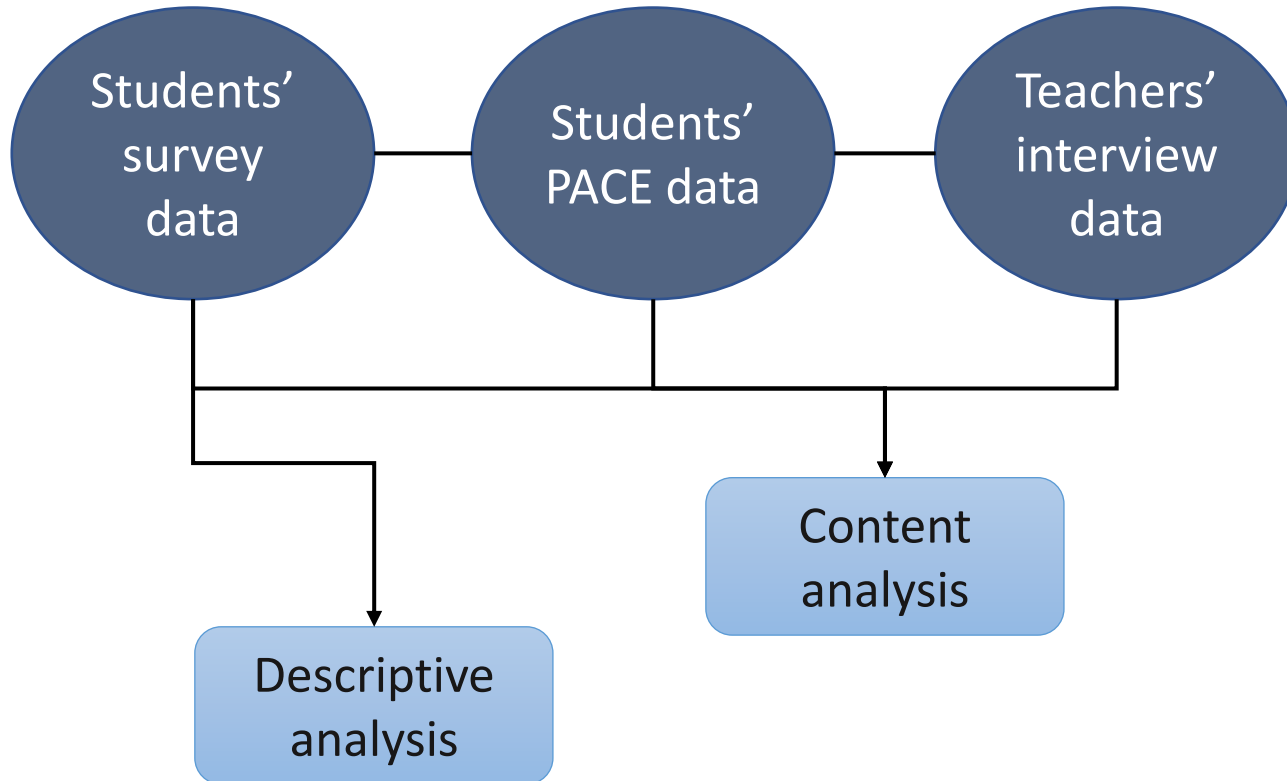 Students’
survey
data
Students’
PACE data
Teachers’
interview
data
Content
analysis
Descriptive
analysis